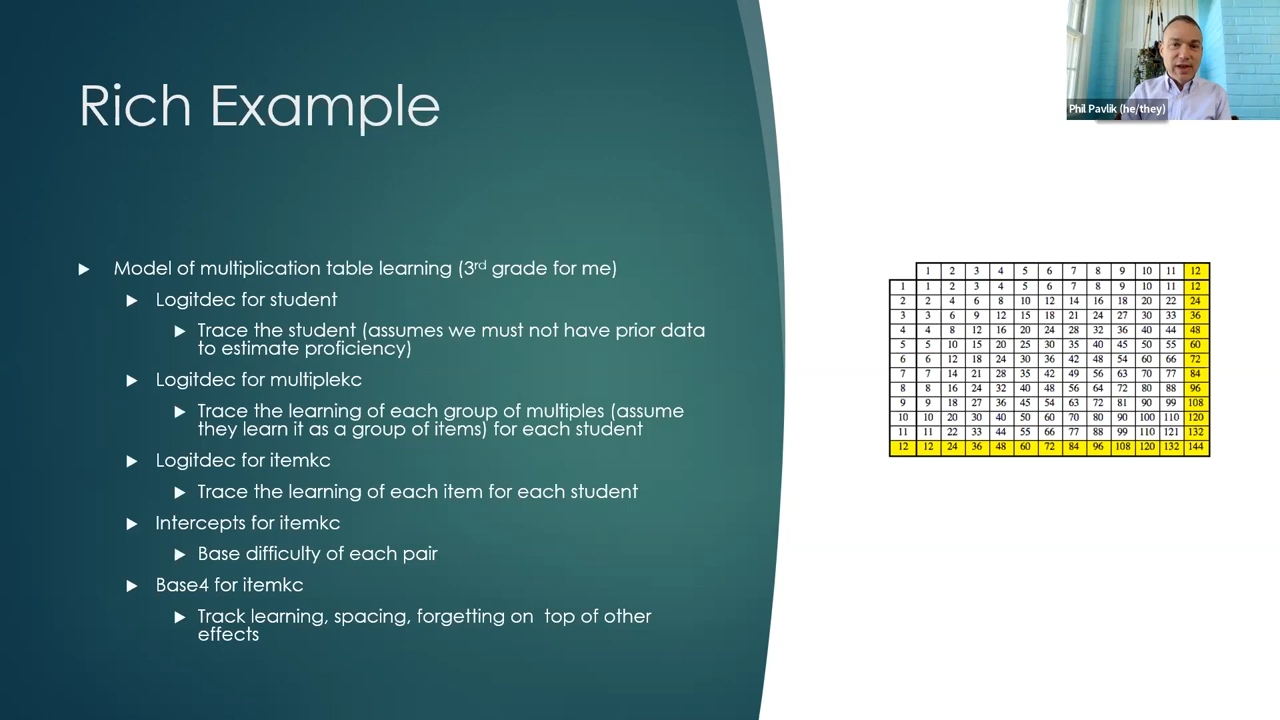 Rich Example
Model of multiplication table learning (3rd grade for me)
Logitdec for student
Trace the student (assumes we must not have prior data
to estimate proficiency)
Logitdec for multiplekc
Trace the learning of each group of multiples (assume
they learn it as a group of items) for each student
Logitdec for itemkc
Trace the learning of each item for each student
Intercepts for itemkc
Base difficulty of each pair
Base4 for itemkc
Track learning, spacing, forgetting on top of other
effects
Phil Pavlik (he/they)
1 2 3 4 5 6 7 8 9 10 11 12
1 1 2 3 4 5 6 7 8 9 10 11 12
2 2 4 6 8 10 12 14 16 18 20 22 24
3 3 6 9 12 15 18 21 24 27 30 33 36
4 4 8 12 16 20 24 28 32 36 40 44 48
5 5 10 15 20 25 30 35 40 45 50 55 60
6 6 12 18 24 30 36 42 48 54 60 66 72
7 7 14 21 28 35 42 49 56 63 70 77 84
8 8 16 24 32 40 48 56 64 72 80 88 96
9 9 18 27 36 45 54 63 72 81 90 99 108
10 10 20 30 40 50 60 70 80 90 100 110 120
11 11 22 33 44 55 66 77 88 99 110 121 132
12 12 24 36 48 60 72 84 96 108 120 132 144